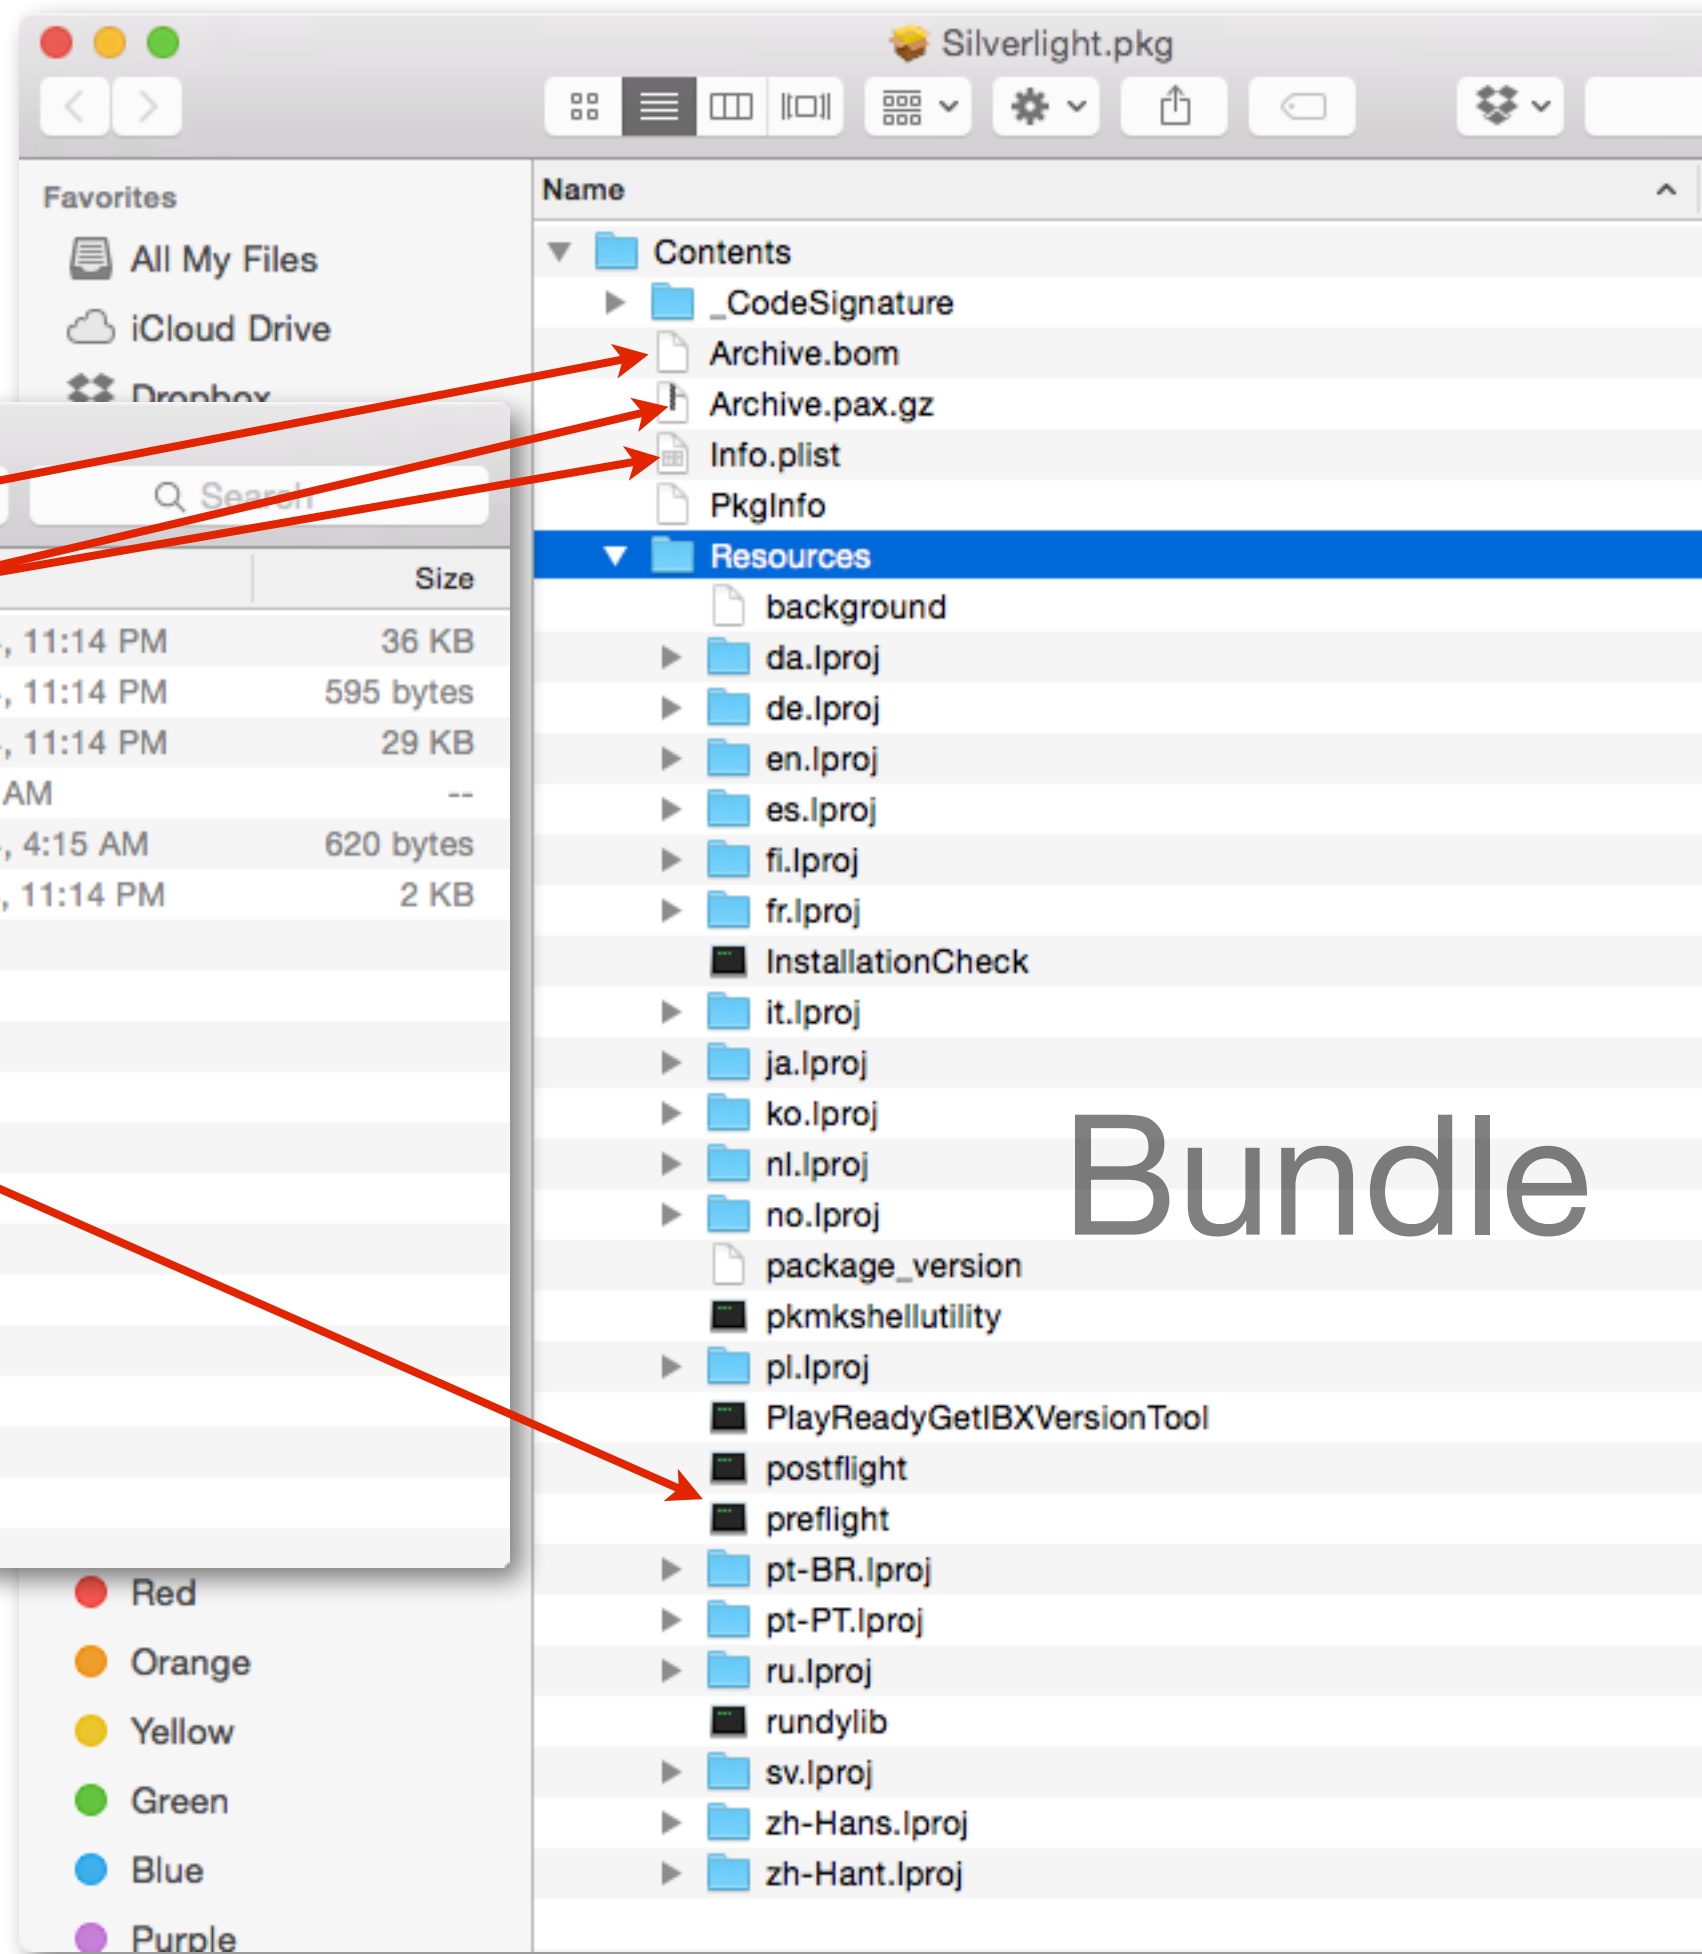 Silverlight.pkg
Favorites
All My Files
iCloud Drive
Dropbox
Search
Size
, 11:14 PM 36 KB
, 11:14 PM 595 bytes
, 11:14 PM 29 KB
AM --
, 4:15 AM 620 bytes
, 11:14 PM 2 KB
Red
Orange
Yellow
Green
Blue
Purple
Name
Contents
_CodeSignature
Archive.bom
Archive.pax.gz
Info.plist
PkgInfo
Resources
background
da.lproj
de.lproj
en.lproj
es.lproj
fi.lproj
fr.lproj
InstallationCheck
it.lproj
ja.lproj
ko.lproj
nl.lproj
no.lproj
package_version
pkmkshellutility
pl.lproj
PlayReadyGetIBXVersionTool
postflight
preflight
pt-BR.lproj
pt-PT.lproj
ru.lproj
rundylib
sv.lproj
zh-Hans.lproj
zh-Hant.lproj
Bundle